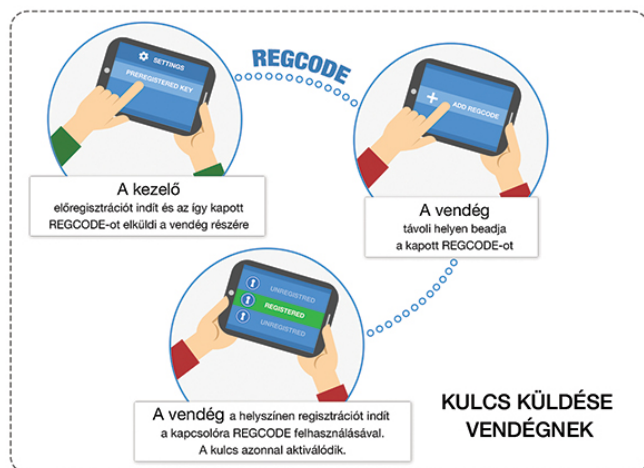 SETTINGS
PREREGISTERED KEY
REGCODE
ADD REGCODE
A kezelő
előregisztrációt indít és az így kapott
REGCODE-ot elküldi a vendég részére
A vendég
távoli helyen beadja
a kapott REGCODE-ot
UNREGISTRED
REGISTERED
UNREGISTRED
A vendég a helyszínen regisztrációt indít
a kapcsolóra REGCODE felhasználásával.
A kulcs azonnal aktiválódik.
KULCS KÜLDÉSE
VENDÉGNEK